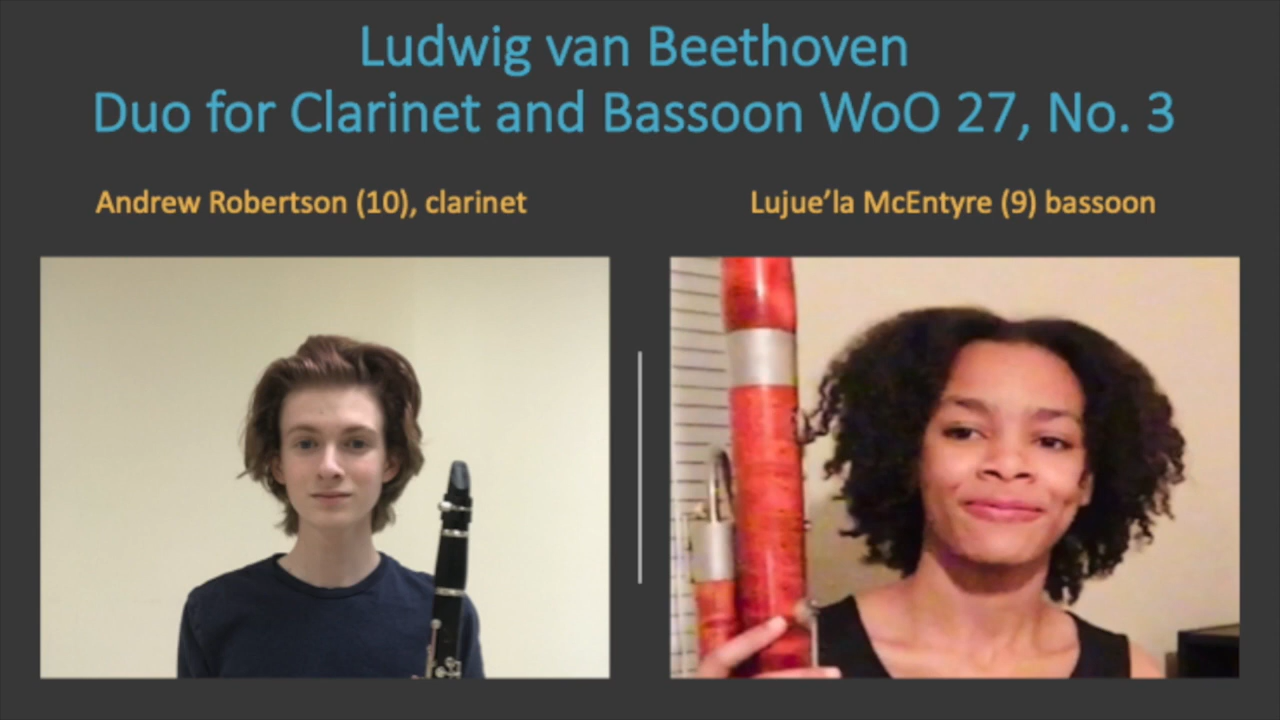 Ludwig van Beethoven
Duo for Clarinet and Bassoon WoO 27, No. 3
Andrew Robertson (10), clarinet
Lujue’la McEntyre (9) bassoon